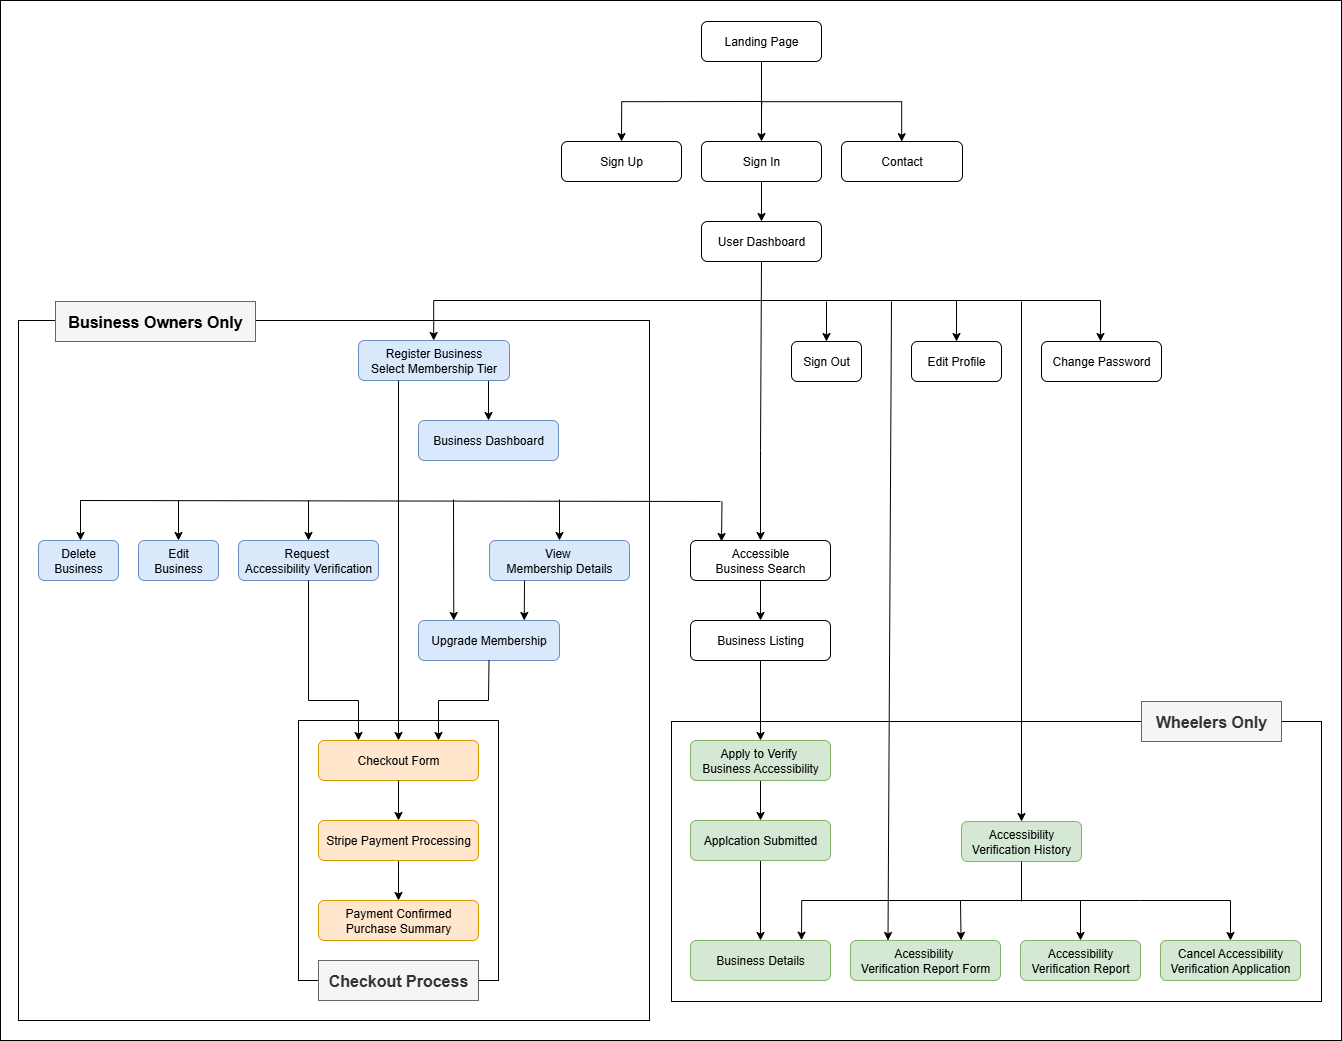 Landing Page
Sign Up
Sign In
Contact
User Dashboard
Business Owners Only
Register Business
Select Membership Tier
Sign Out
Edit Profile
Change Password
Business Dashboard
Delete
Business
Edit
Business
Request
Accessibility Verification
View
Membership Details
Accessible
Business Search
Upgrade Membership
Business Listing
Wheelers Only
Checkout Form
Apply to Verify
Business Accessibility
Stripe Payment Processing
Applcation Submitted
Accessibility
Verification History
Payment Confirmed
Purchase Summary
Business Details
Acessibility
Verification Report Form
Accessibility
Verification Report
Cancel Accessibility
Verification Application
Checkout Process